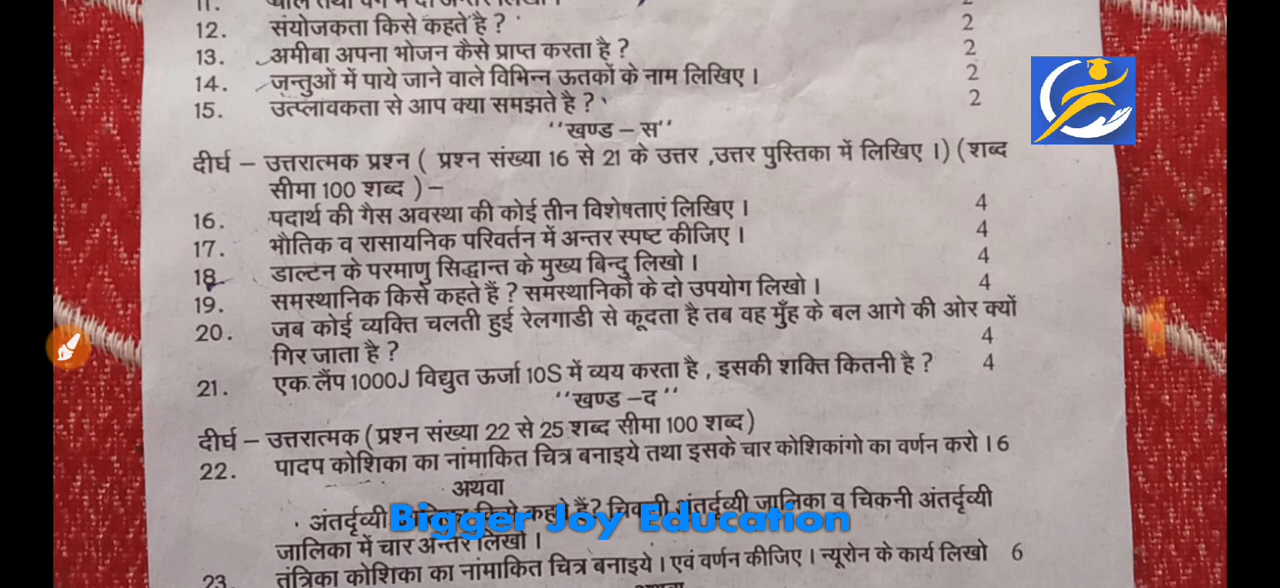 12. संयोजकता किसे कहते है ? 2
13. अमीबा अपना भोजन कैसे प्राप्त करता है ? 2
14. जन्तुओं में पाये जाने वाले विभिन्न ऊतकों के नाम लिखिए । 2
15. उत्प्लावकता से आप क्या समझते है ? 2
"खण्ड – स"
दीर्घ – उत्तरात्मक प्रश्न ( प्रश्न संख्या 16 से 21 के उत्तर ,उत्तर पुस्तिका में लिखिए ।) (शब्द
सीमा 100 शब्द ) –
16. पदार्थ की गैस अवस्था की कोई तीन विशेषताएं लिखिए । 4
17. भौतिक व रासायनिक परिवर्तन में अन्तर स्पष्ट कीजिए । 4
18. डाल्टन के परमाणु सिद्धान्त के मुख्य बिन्दु लिखो । 4
19. समस्थानिक किसे कहते हैं ? समस्थानिकों के दो उपयोग लिखो । 4
20. जब कोई व्यक्ति चलती हुई रेलगाडी से कूदता है तब वह मुँह के बल आगे की ओर क्यों
गिर जाता है ? 4
21. एक लैंप 1000J विद्युत ऊर्जा 10S में व्यय करता है , इसकी शक्ति कितनी है ? 4
"खण्ड –द"
दीर्घ – उत्तरात्मक (प्रश्न संख्या 22 से 25 शब्द सीमा 100 शब्द)
22. पादप कोशिका का नांमाकित चित्र बनाइये तथा इसके चार कोशिकांगो का वर्णन करो । 6
अथवा
अंतर्दृव्यी किसे कहते हैं? चिकनी अंतर्दृव्यी जालिका व चिकनी अंतर्दृव्यी
Bigger Joy Education
जालिका में चार अन्तर लिखो ।
23. तंत्रिका कोशिका का नांमाकित चित्र बनाइये । एवं वर्णन कीजिए । न्यूरोन के कार्य लिखो 6